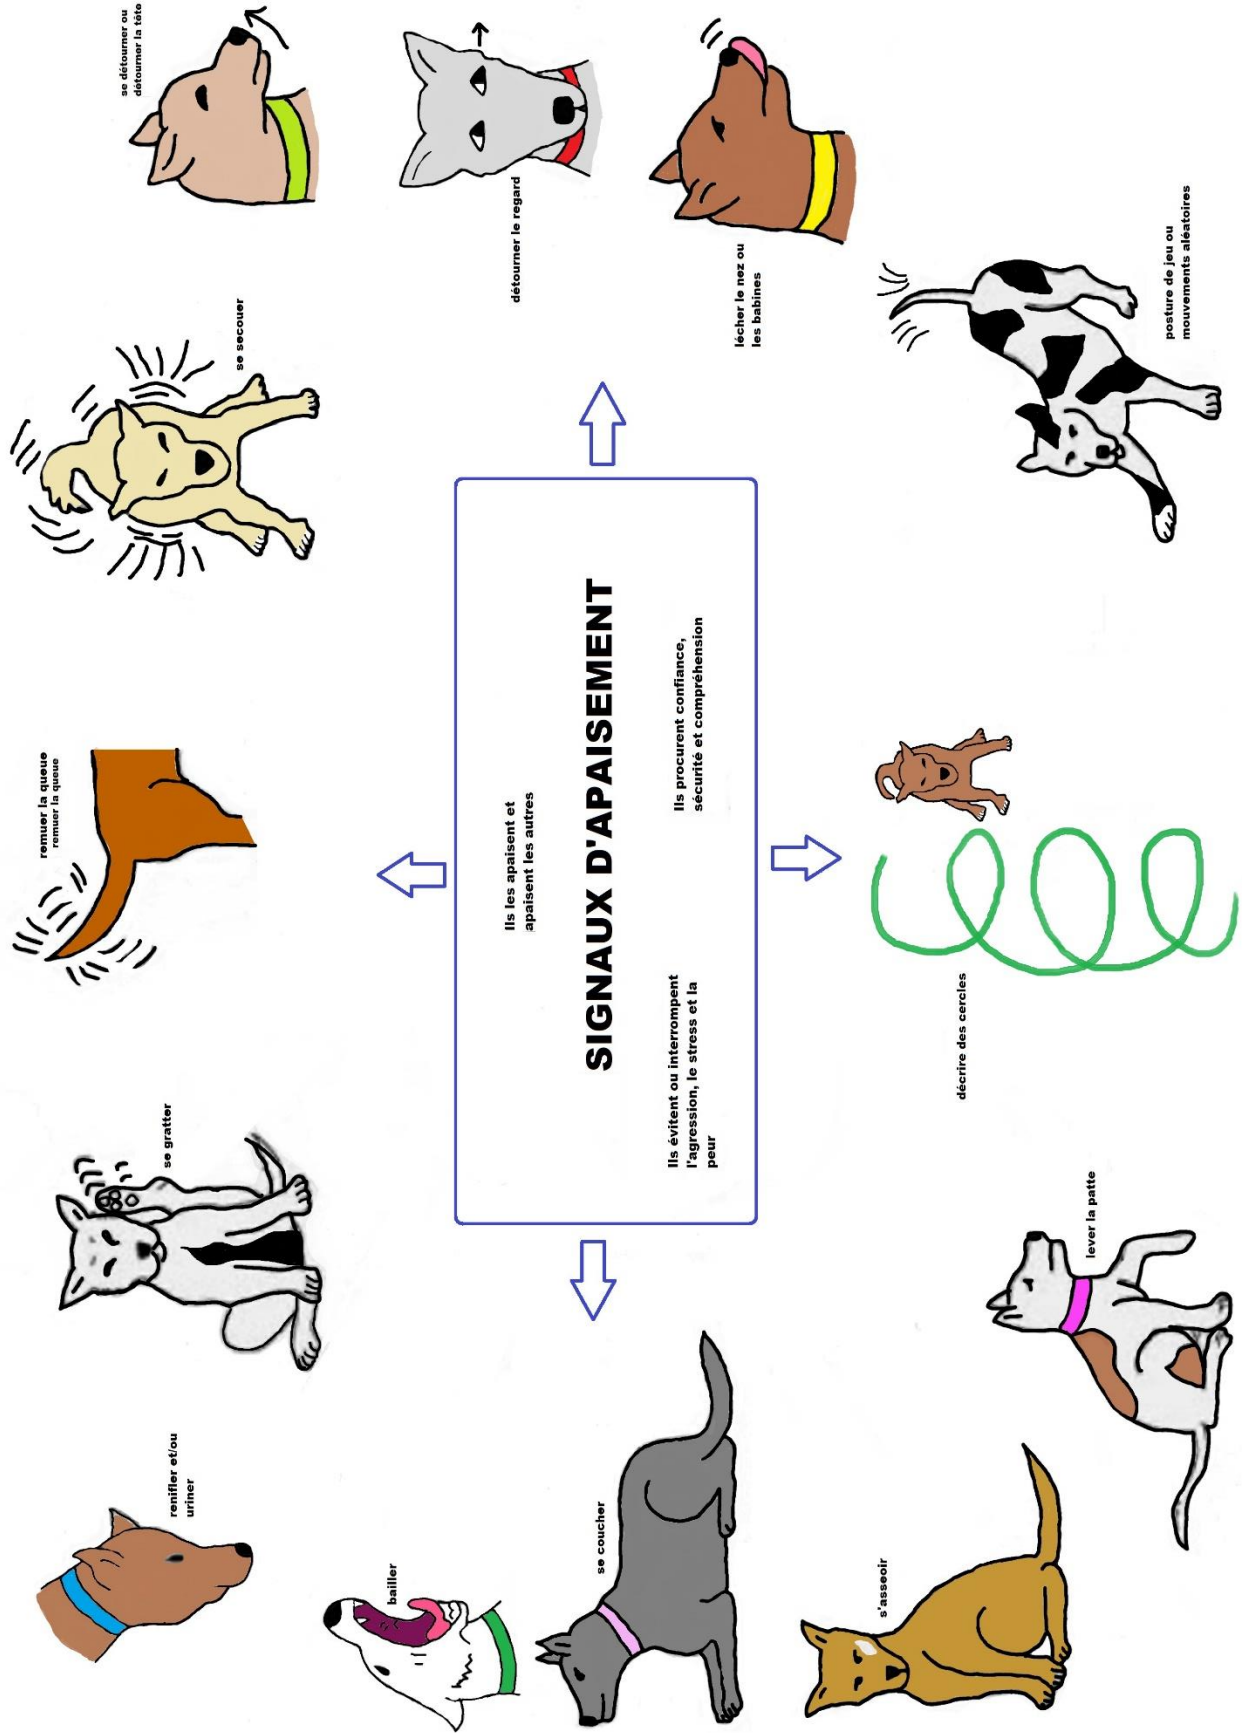 renifler et/ou
uriner
se gratter
remuer la queue
remuer la queue
se secouer
se détourner ou
détourner la tête
bailler
détourner le regard
Ils les apaisent et
apaisent les autres
SIGNAUX D'APAISEMENT
Ils évitent ou interrompent
l'agression, le stress et la
peur
Ils procurent confiance,
sécurité et compréhension
se coucher
lécher le nez ou
les babines
s'asseoir
décrire des cercles
lever la patte
posture de jeu ou
mouvements aléatoires